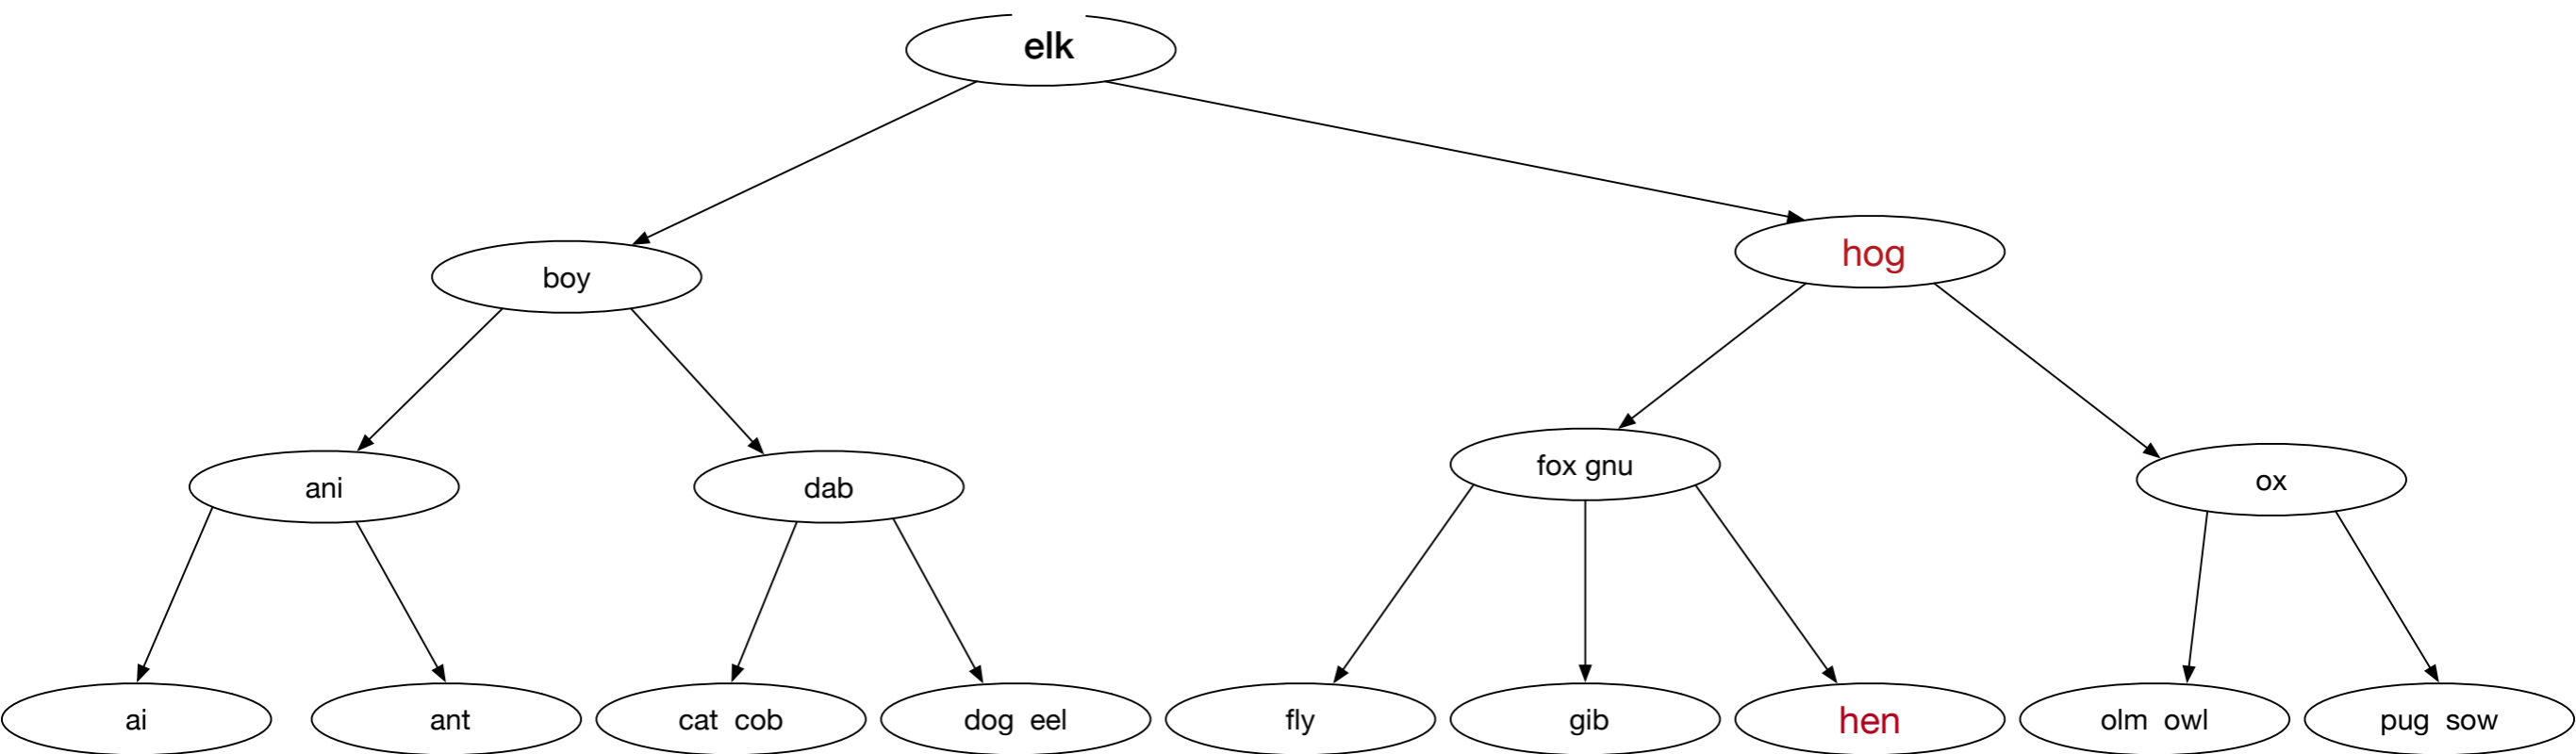 elk
boy
hog
ani
dab
fox gnu
ox
ai
ant
cat cob
dog eel
fly
gib
hen
olm owl
pug sow